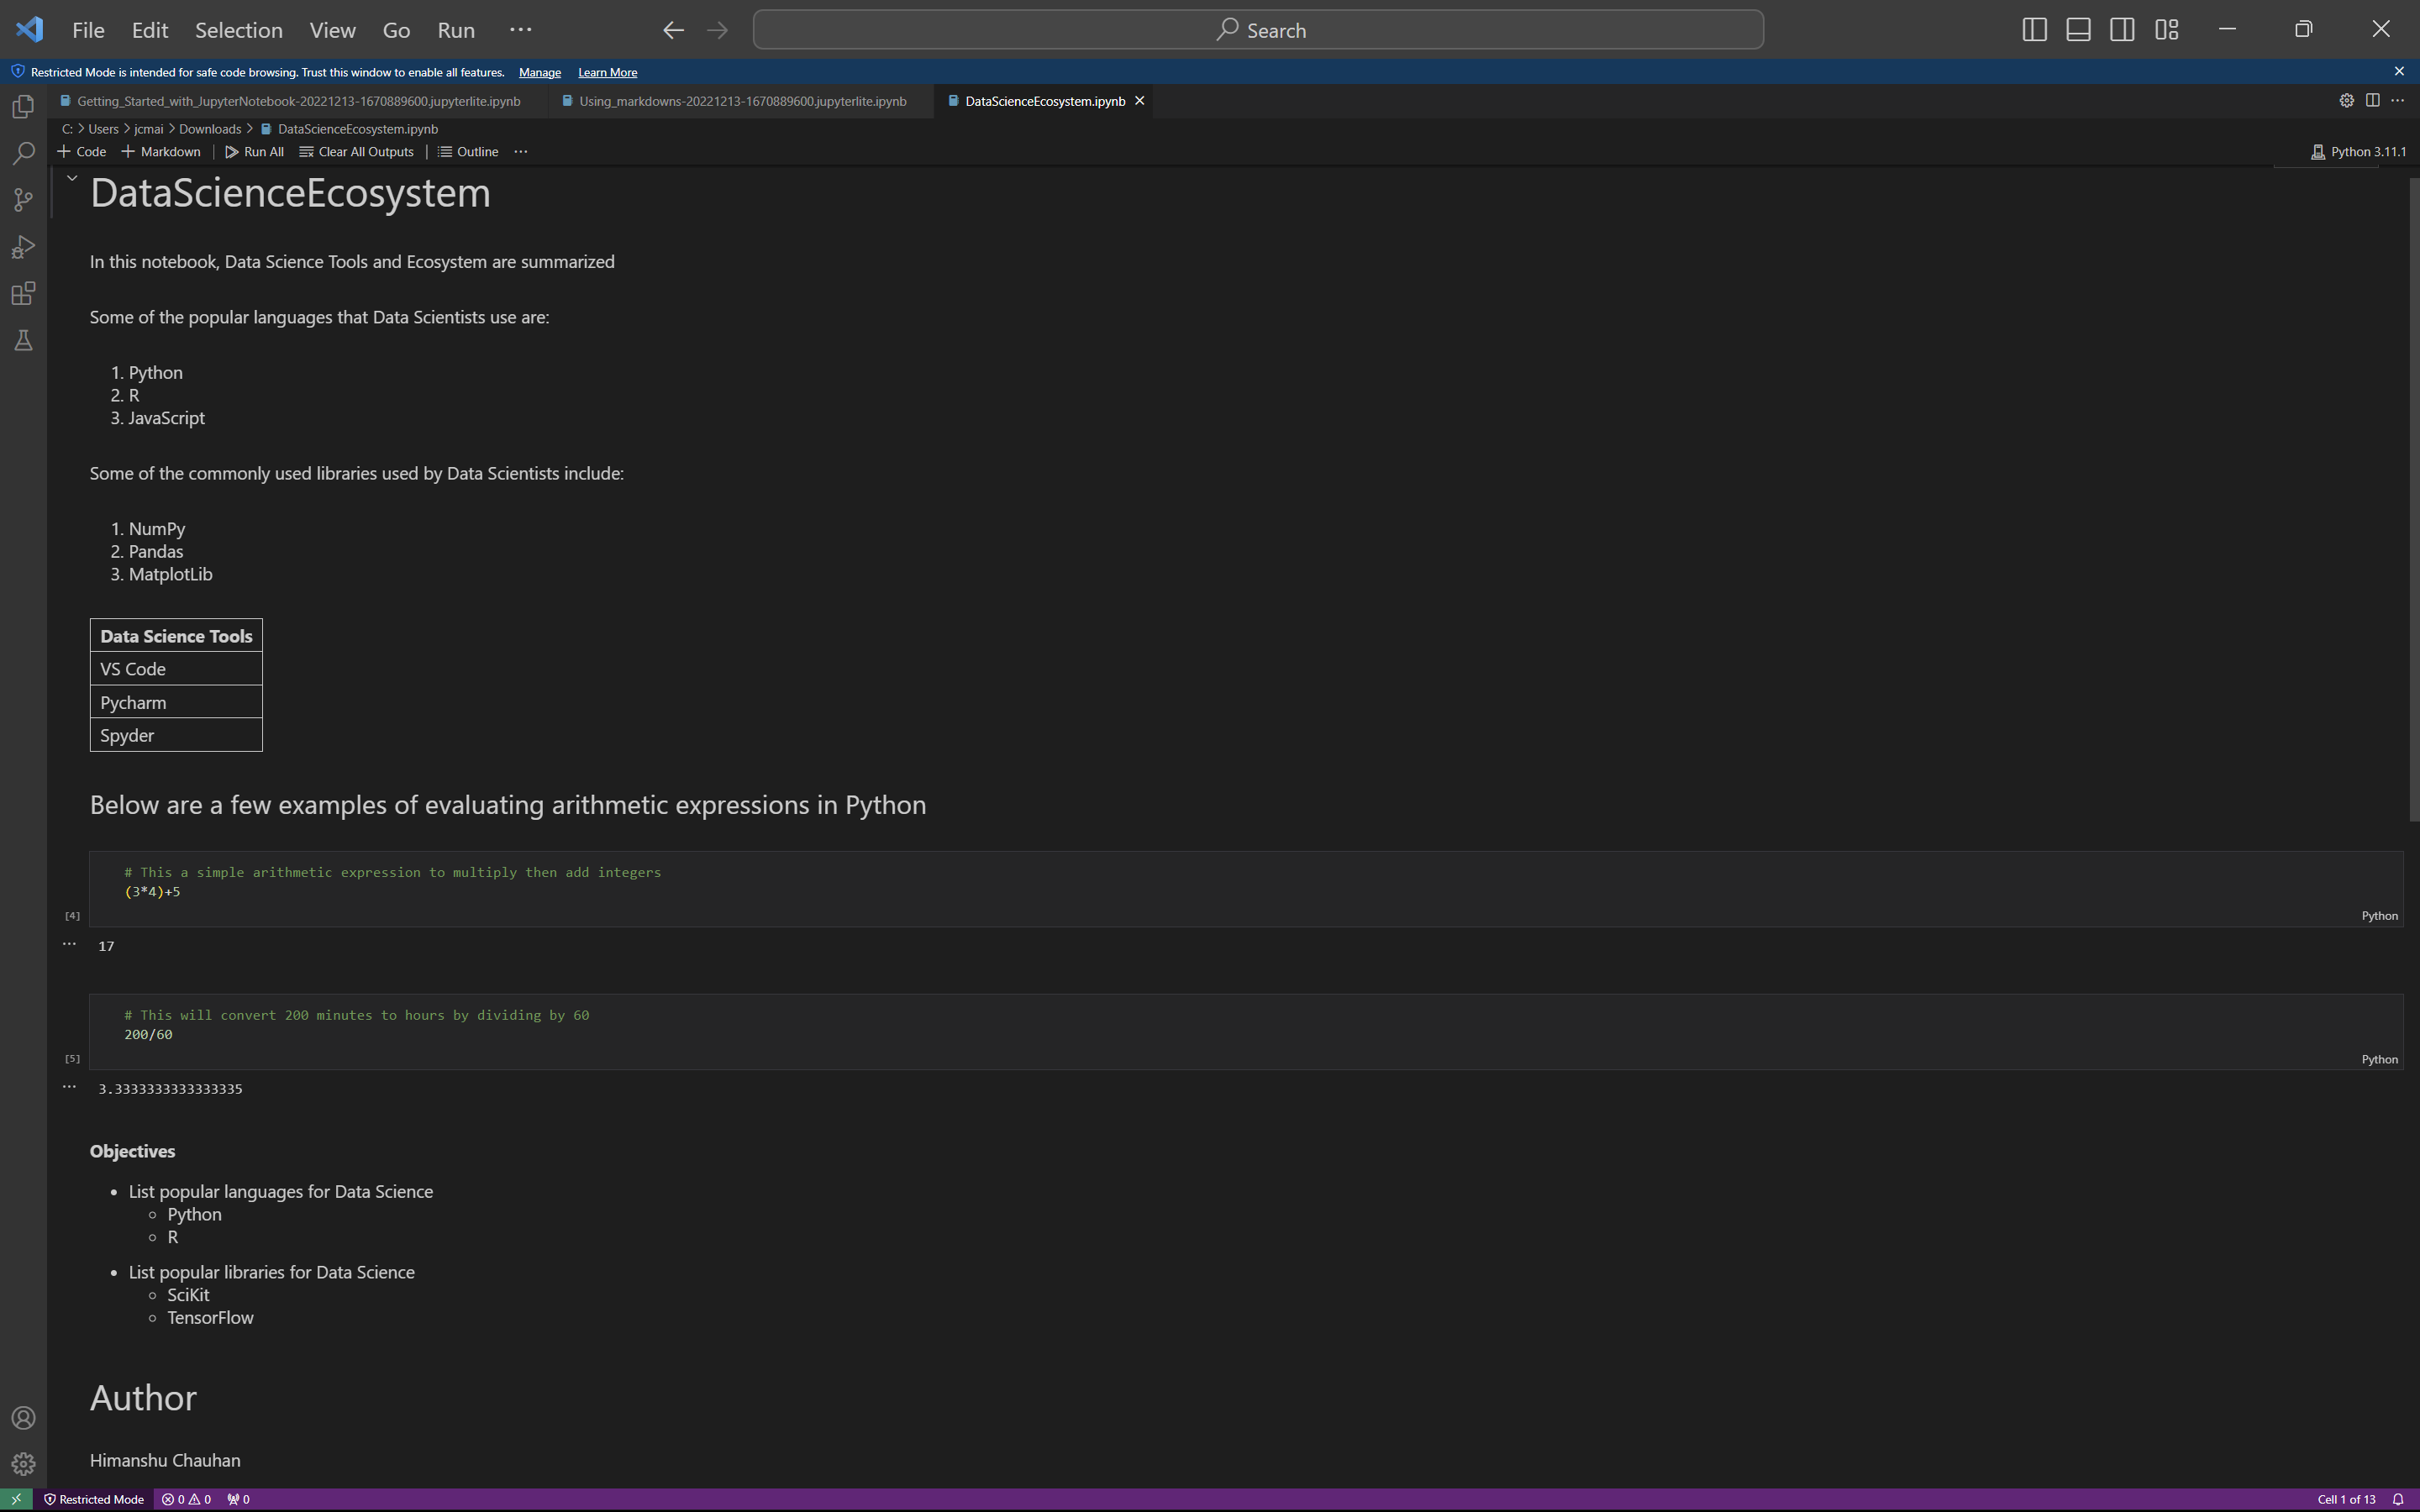 File Edit Selection View Go Run ··· Search
Restricted Mode is intended for safe code browsing. Trust this window to enable all features. Manage Learn More
Getting_Started_with_JupyterNotebook-20221213-1670889600.jupyterlite.ipynb Using_markdowns-20221213-1670889600.jupyterlite.ipynb DataScienceEcosystem.ipynb
C: > Users > jcmai > Downloads > DataScienceEcosystem.ipynb
+ Code + Markdown | Run All Clear All Outputs | Outline ··· Python 3.11.1
DataScienceEcosystem
In this notebook, Data Science Tools and Ecosystem are summarized
Some of the popular languages that Data Scientists use are:
1. Python
2. R
3. JavaScript
Some of the commonly used libraries used by Data Scientists include:
1. NumPy
2. Pandas
3. MatplotLib
Data Science Tools
VS Code
Pycharm
Spyder
Below are a few examples of evaluating arithmetic expressions in Python
# This a simple arithmetic expression to multiply then add integers
(3*4)+5
[4] Python
··· 17
# This will convert 200 minutes to hours by dividing by 60
200/60
[5] Python
··· 3.3333333333333335
Objectives
• List popular languages for Data Science
◦ Python
◦ R
• List popular libraries for Data Science
◦ SciKit
◦ TensorFlow
Author
Himanshu Chauhan
Restricted Mode 0 0 0 Cell 1 of 13